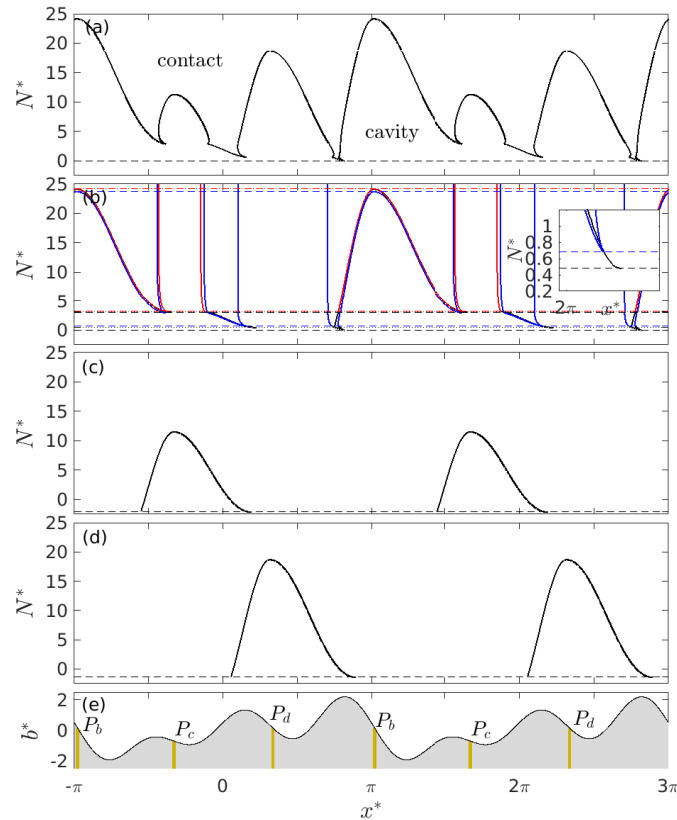 25
(a)
20
contact
15
N*
10
cavity
5
0
25
(b)
20
1
15
N*
0.8
0.6
10
0.4
0.2
5
2π
x*
0
25
(c)
20
15
N*
10
5
0
25
(d)
20
15
N*
10
5
0
2
(e)
P_b
P_c
P_d
P_b
P_c
P_d
b*
0
-2
-π
0
π
2π
3π
x*